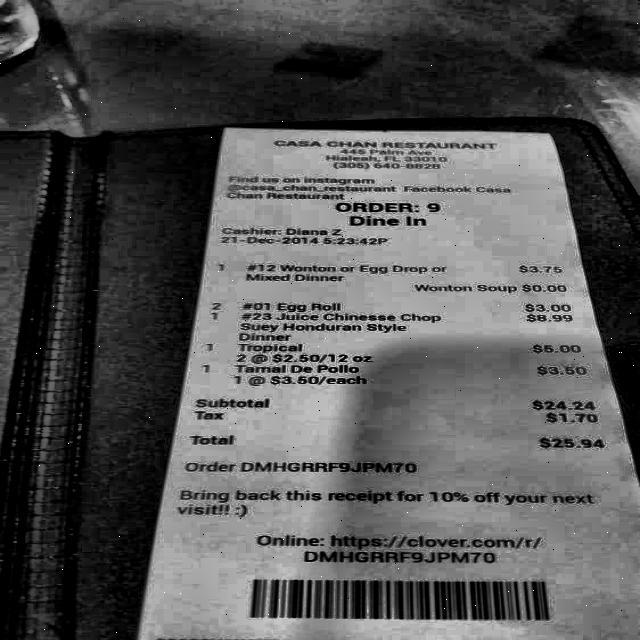 CASA CHAN RESTAURANT
445 Palm Ave
Hialeah, FL 33010
(305)
Find us on Instagram
@casa_chan_restaurant Facebook Casa
Chan Restaurant
ORDER: 9
Dine In
Cashier: Diana Z
21-Dec-2014 5:23:42P
1 #12 Wonton or Egg Drop or $3.75
Mixed Dinner
Wonton Soup $0.00
2 #01 Egg Roll $3.00
1 #23 Juice Chinesse Chop $8.99
Suey Honduran Style
Dinner
1 Tropical $5.00
2 @ $2.50/12 oz
1 Tamal De Pollo $3.50
1 @ $3.50/each
Subtotal $24.24
Tax $1.70
Total $25.94
Order DMHGRRF9JPM70
Bring back this receipt for 10% off your next
visit!! :)
Online: https://clover.com/r/
DMHGRRF9JPM70